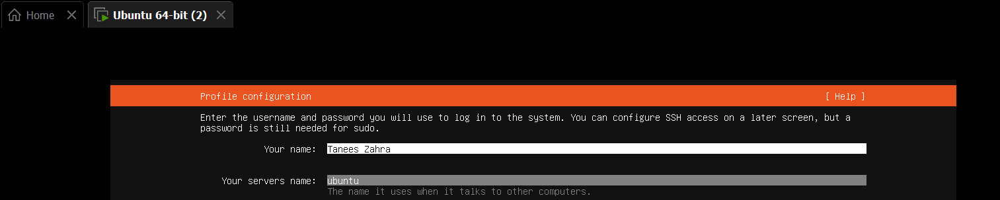 Home
Ubuntu 64-bit (2)
Profile configuration [ Help ]
Enter the username and password you will use to log in to the system. You can configure SSH access on a later screen, but a
password is still needed for sudo.
Your name: Tanees Zahra
Your servers name: ubuntu
The name it uses when it talks to other computers.